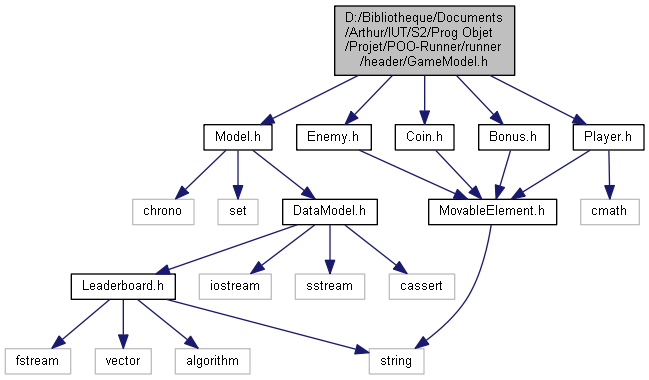 D:/Bibliotheque/Documents
/Arthur/IUT/S2/Prog Objet
/Projet/POO-Runner/runner
/header/GameModel.h
Model.h
Enemy.h
Coin.h
Bonus.h
Player.h
chrono
set
DataModel.h
MovableElement.h
cmath
Leaderboard.h
iostream
sstream
cassert
fstream
vector
algorithm
string